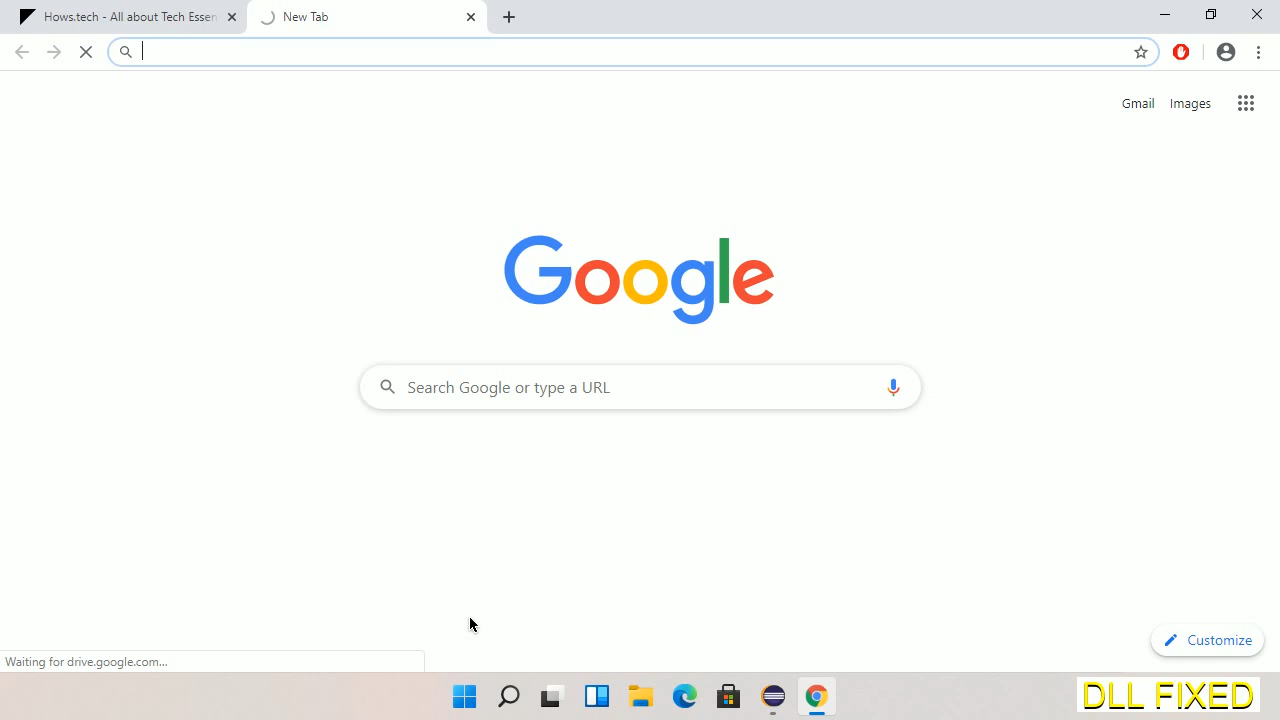 Hows.tech - All about Tech Essen
New Tab
Gmail Images
Google
Search Google or type a URL
Customize
Waiting for drive.google.com...
DLL FIXED